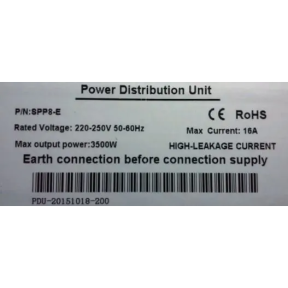 Power Distribution Unit
P/N:SPP8-E
CE RoHS
Rated Voltage: 220-250V 50-60Hz
Max Current: 16A
Max output power:3500W
HIGH-LEAKAGE CURRENT
Earth connection before connection supply
PDU-20151018-200